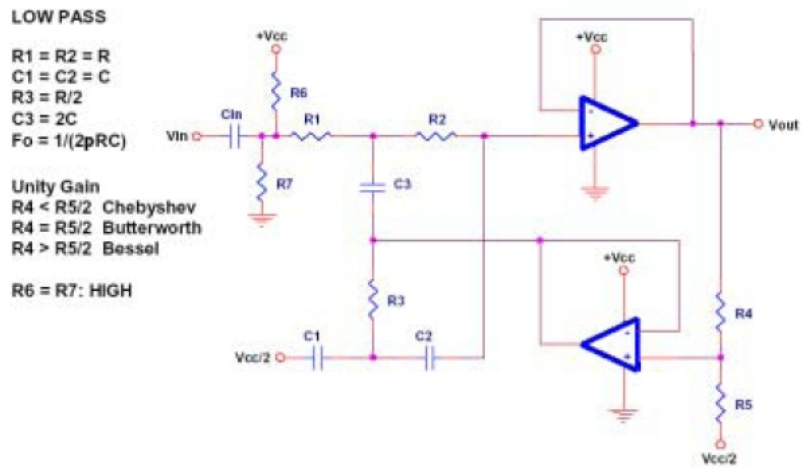 LOW PASS
R1 = R2 = R
C1 = C2 = C
R3 = R/2
C3 = 2C
Fo = 1/(2pRC)
Unity Gain
R4 < R5/2 Chebyshev
R4 = R5/2 Butterworth
R4 > R5/2 Bessel
R6 = R7: HIGH
+Vcc
R6
Cin
Vin
R1
R2
R7
C3
+Vcc
-
+
Vout
+Vcc
-
+
R3
R4
C1
C2
Vcc/2
R5
Vcc/2